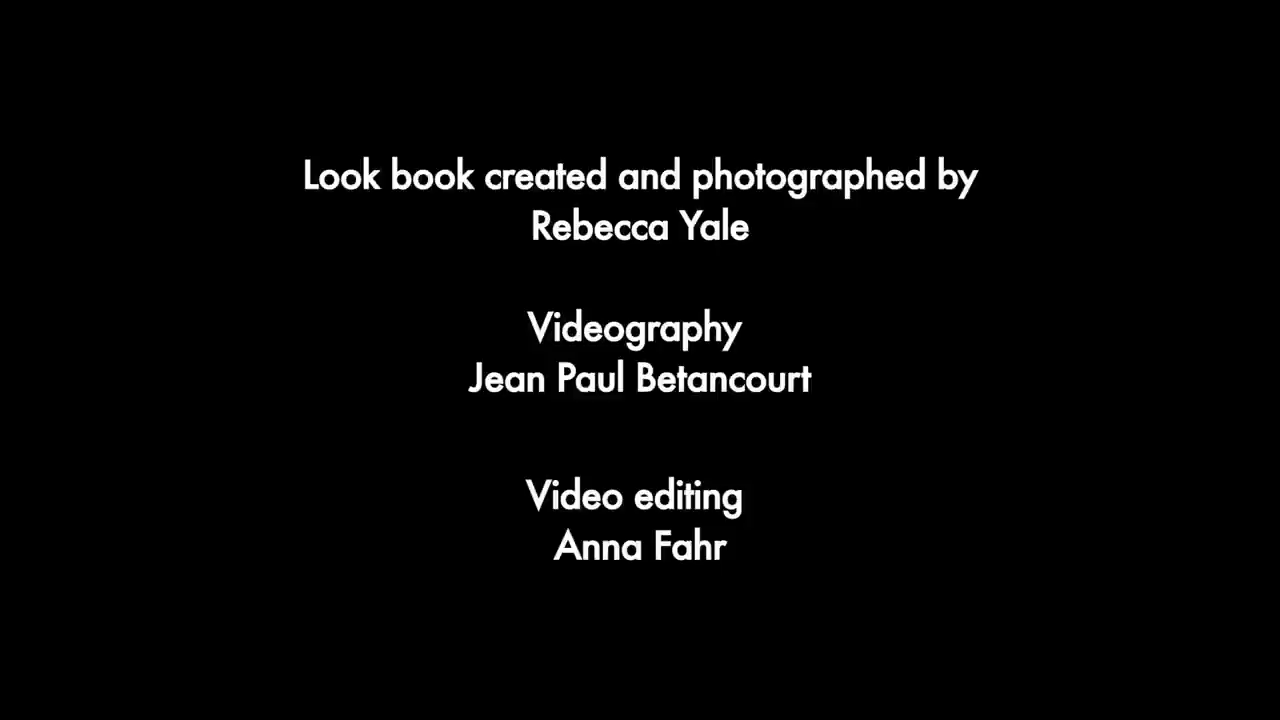 Look book created and photographed by
Rebecca Yale
Videography
Jean Paul Betancourt
Video editing
Anna Fahr